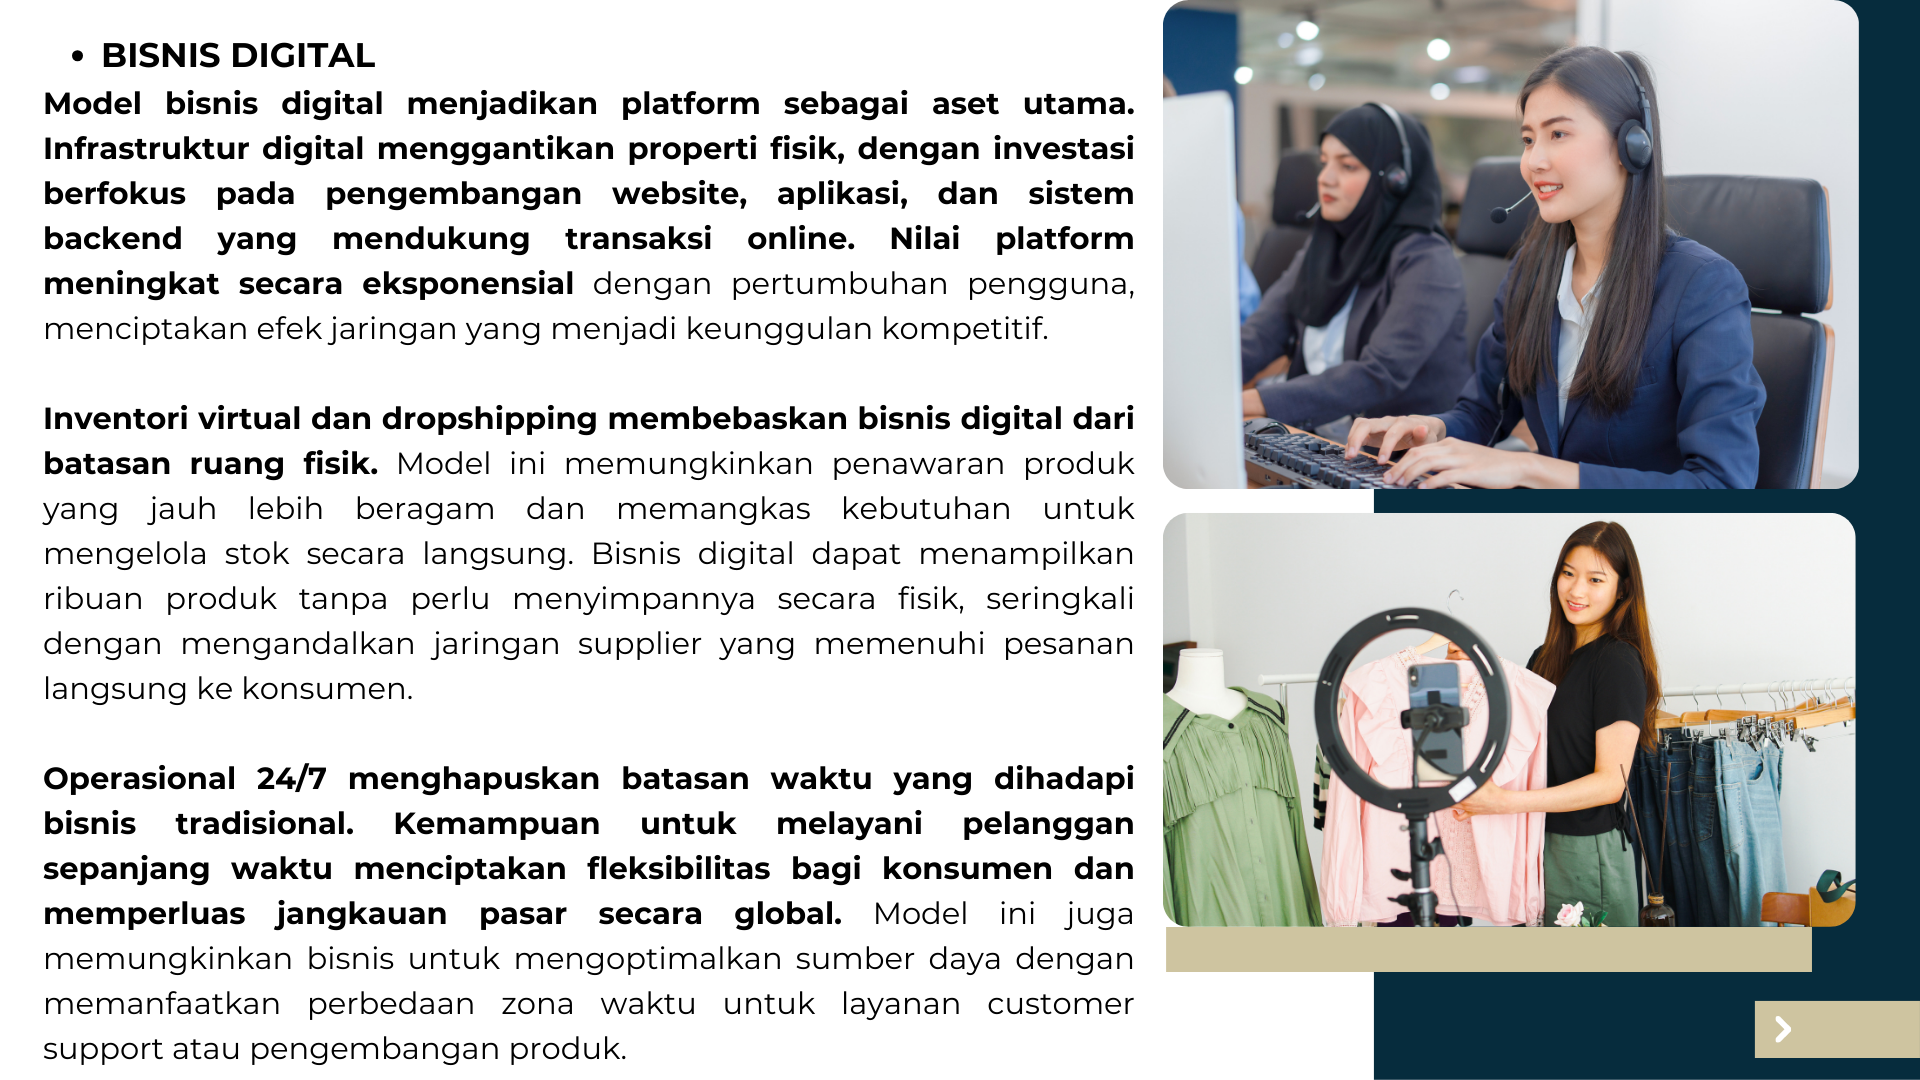 • BISNIS DIGITAL
Model bisnis digital menjadikan platform sebagai aset utama.
Infrastruktur digital menggantikan properti fisik, dengan investasi
berfokus pada pengembangan website, aplikasi, dan sistem
backend yang mendukung transaksi online. Nilai platform
meningkat secara eksponensial dengan pertumbuhan pengguna,
menciptakan efek jaringan yang menjadi keunggulan kompetitif.
Inventori virtual dan dropshipping membebaskan bisnis digital dari
batasan ruang fisik. Model ini memungkinkan penawaran produk
yang jauh lebih beragam dan memangkas kebutuhan untuk
mengelola stok secara langsung. Bisnis digital dapat menampilkan
ribuan produk tanpa perlu menyimpannya secara fisik, seringkali
dengan mengandalkan jaringan supplier yang memenuhi pesanan
langsung ke konsumen.
Operasional 24/7 menghapuskan batasan waktu yang dihadapi
bisnis tradisional. Kemampuan untuk melayani pelanggan
sepanjang waktu menciptakan fleksibilitas bagi konsumen dan
memperluas jangkauan pasar secara global. Model ini juga
memungkinkan bisnis untuk mengoptimalkan sumber daya dengan
memanfaatkan perbedaan zona waktu untuk layanan customer
support atau pengembangan produk.